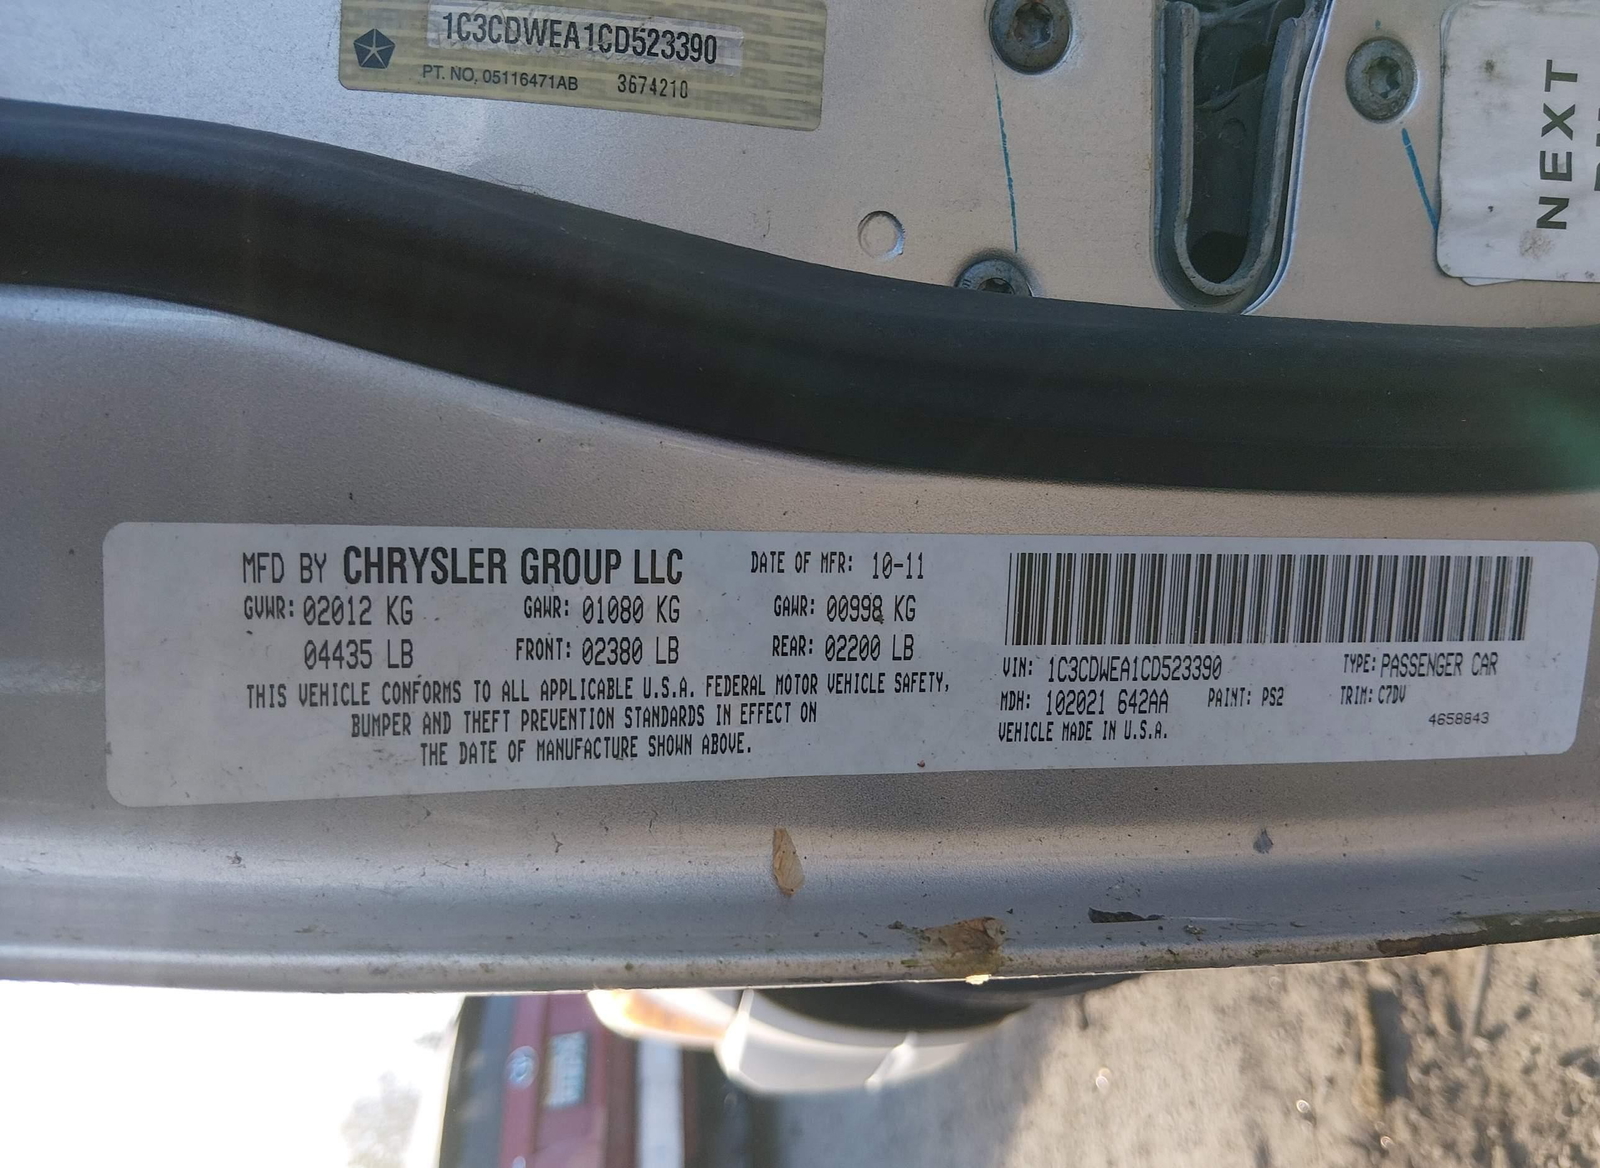 1C3CDWEA1CD523390
PT. NO. 05116471AB 3674210
NEXT
MFD BY CHRYSLER GROUP LLC DATE OF MFR: 10-11
GVWR: 02012 KG GAWR: 01080 KG GAWR: 00998 KG
04435 LB FRONT: 02380 LB REAR: 02200 LB
THIS VEHICLE CONFORMS TO ALL APPLICABLE U.S.A. FEDERAL MOTOR VEHICLE SAFETY,
BUMPER AND THEFT PREVENTION STANDARDS IN EFFECT ON
THE DATE OF MANUFACTURE SHOWN ABOVE.
VIN: 1C3CDWEA1CD523390 TYPE: PASSENGER CAR
MDH: 102021 642AA PAINT: PS2 TRIM: C7DV
VEHICLE MADE IN U.S.A. 4658843